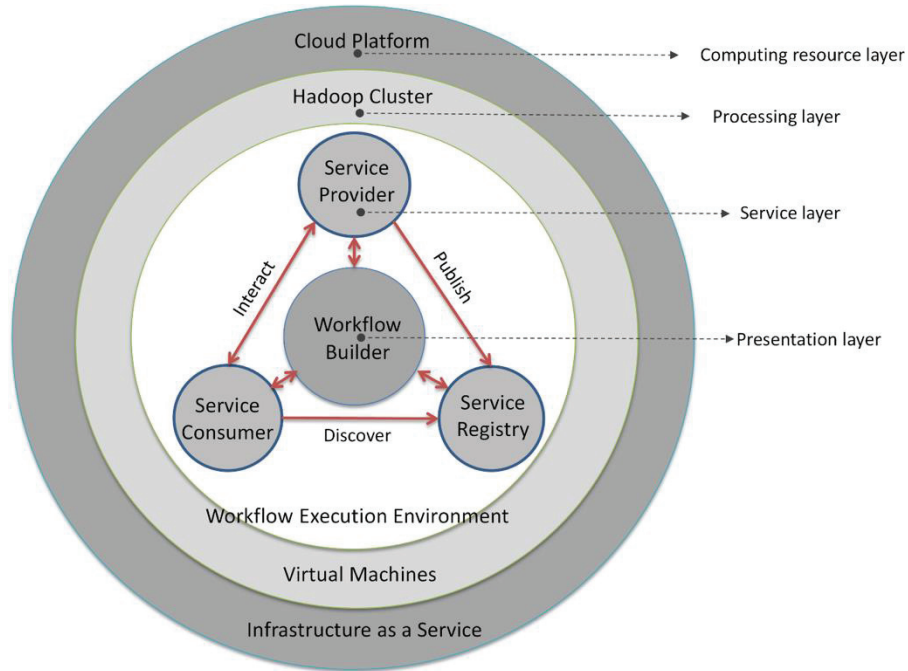 Cloud Platform
Computing resource layer
Hadoop Cluster
Processing layer
Service
Provider
Service layer
Interact
Publish
Workflow
Builder
Presentation layer
Service
Consumer
Discover
Service
Registry
Workflow Execution Environment
Virtual Machines
Infrastructure as a Service